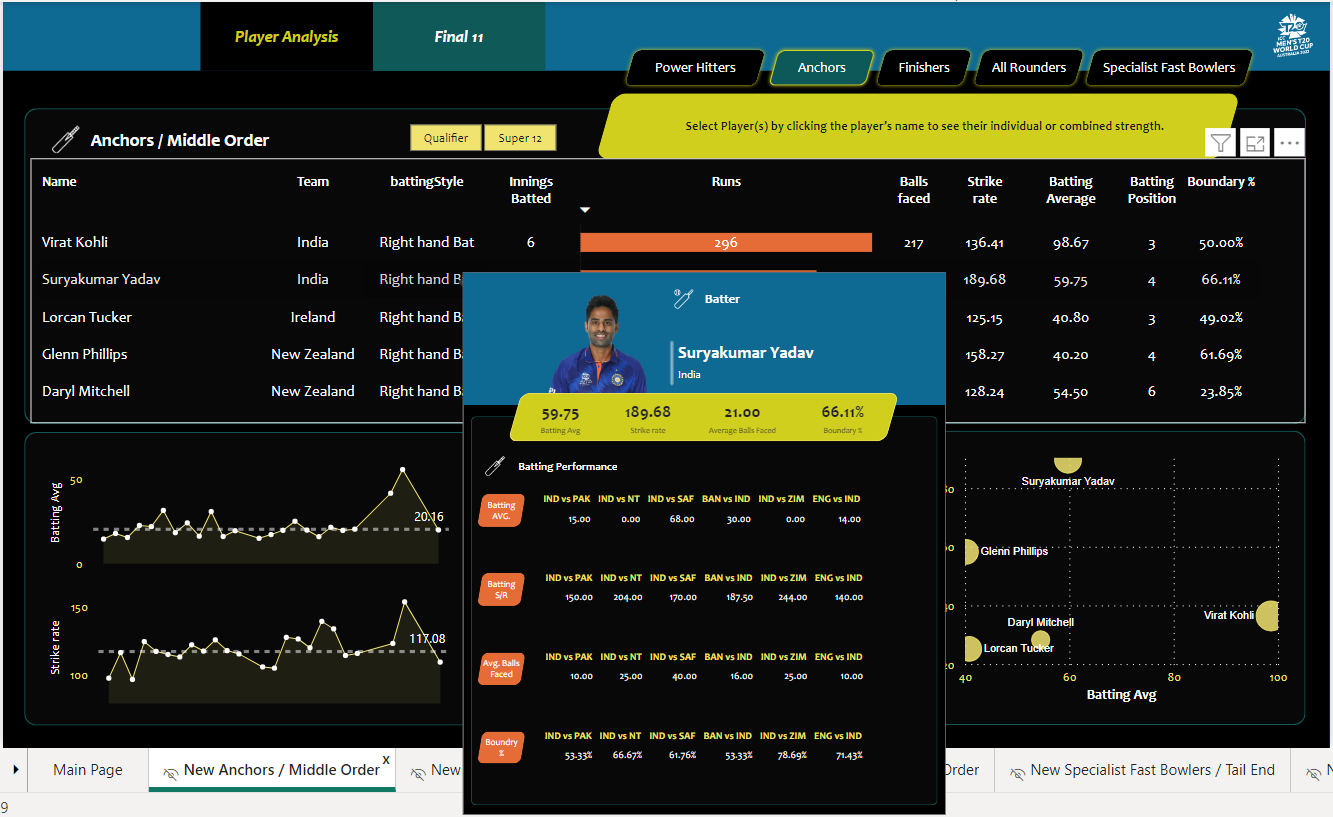 Player Analysis
Final 11
ICC
MEN'S T20
WORLD CUP
AUSTRALIA 2022
Power Hitters
Anchors
Finishers
All Rounders
Specialist Fast Bowlers
Select Player(s) by clicking the player's name to see their individual or combined strength.
Anchors / Middle Order
Qualifier
Super 12
Name Team battingStyle Innings Batted Runs Balls faced Strike rate Batting Average Batting Position Boundary %
Virat Kohli India Right hand Bat 6 296 217 136.41 98.67 3 50.00%
Suryakumar Yadav India Right hand B 189.68 59.75 4 66.11%
Lorcan Tucker Ireland Right hand B 125.15 40.80 3 49.02%
Glenn Phillips New Zealand Right hand B 158.27 40.20 4 61.69%
Daryl Mitchell New Zealand Right hand B 128.24 54.50 6 23.85%
Batter
Suryakumar Yadav
India
59.75 189.68 21.00 66.11%
Batting Avg Strike rate Average Balls Faced Boundary %
Batting Performance
Batting AVG.
IND vs PAK IND vs NT IND vs SAF BAN vs IND IND vs ZIM ENG vs IND
15.00 0.00 68.00 30.00 0.00 14.00
Batting S/R
IND vs PAK IND vs NT IND vs SAF BAN vs IND IND vs ZIM ENG vs IND
150.00 204.00 170.00 187.50 244.00 140.00
Avg. Balls Faced
IND vs PAK IND vs NT IND vs SAF BAN vs IND IND vs ZIM ENG vs IND
10.00 25.00 40.00 16.00 25.00 10.00
Boundry %
IND vs PAK IND vs NT IND vs SAF BAN vs IND IND vs ZIM ENG vs IND
53.33% 66.67% 61.76% 53.33% 78.69% 71.43%
Batting Avg
50
0
20.16
Strike rate
150
100
117.08
Suryakumar Yadav
Glenn Phillips
Virat Kohli
Daryl Mitchell
Lorcan Tucker
40 60 80 100
Batting Avg
Main Page
New Anchors / Middle Order
x
New
Order
New Specialist Fast Bowlers / Tail End
N
9